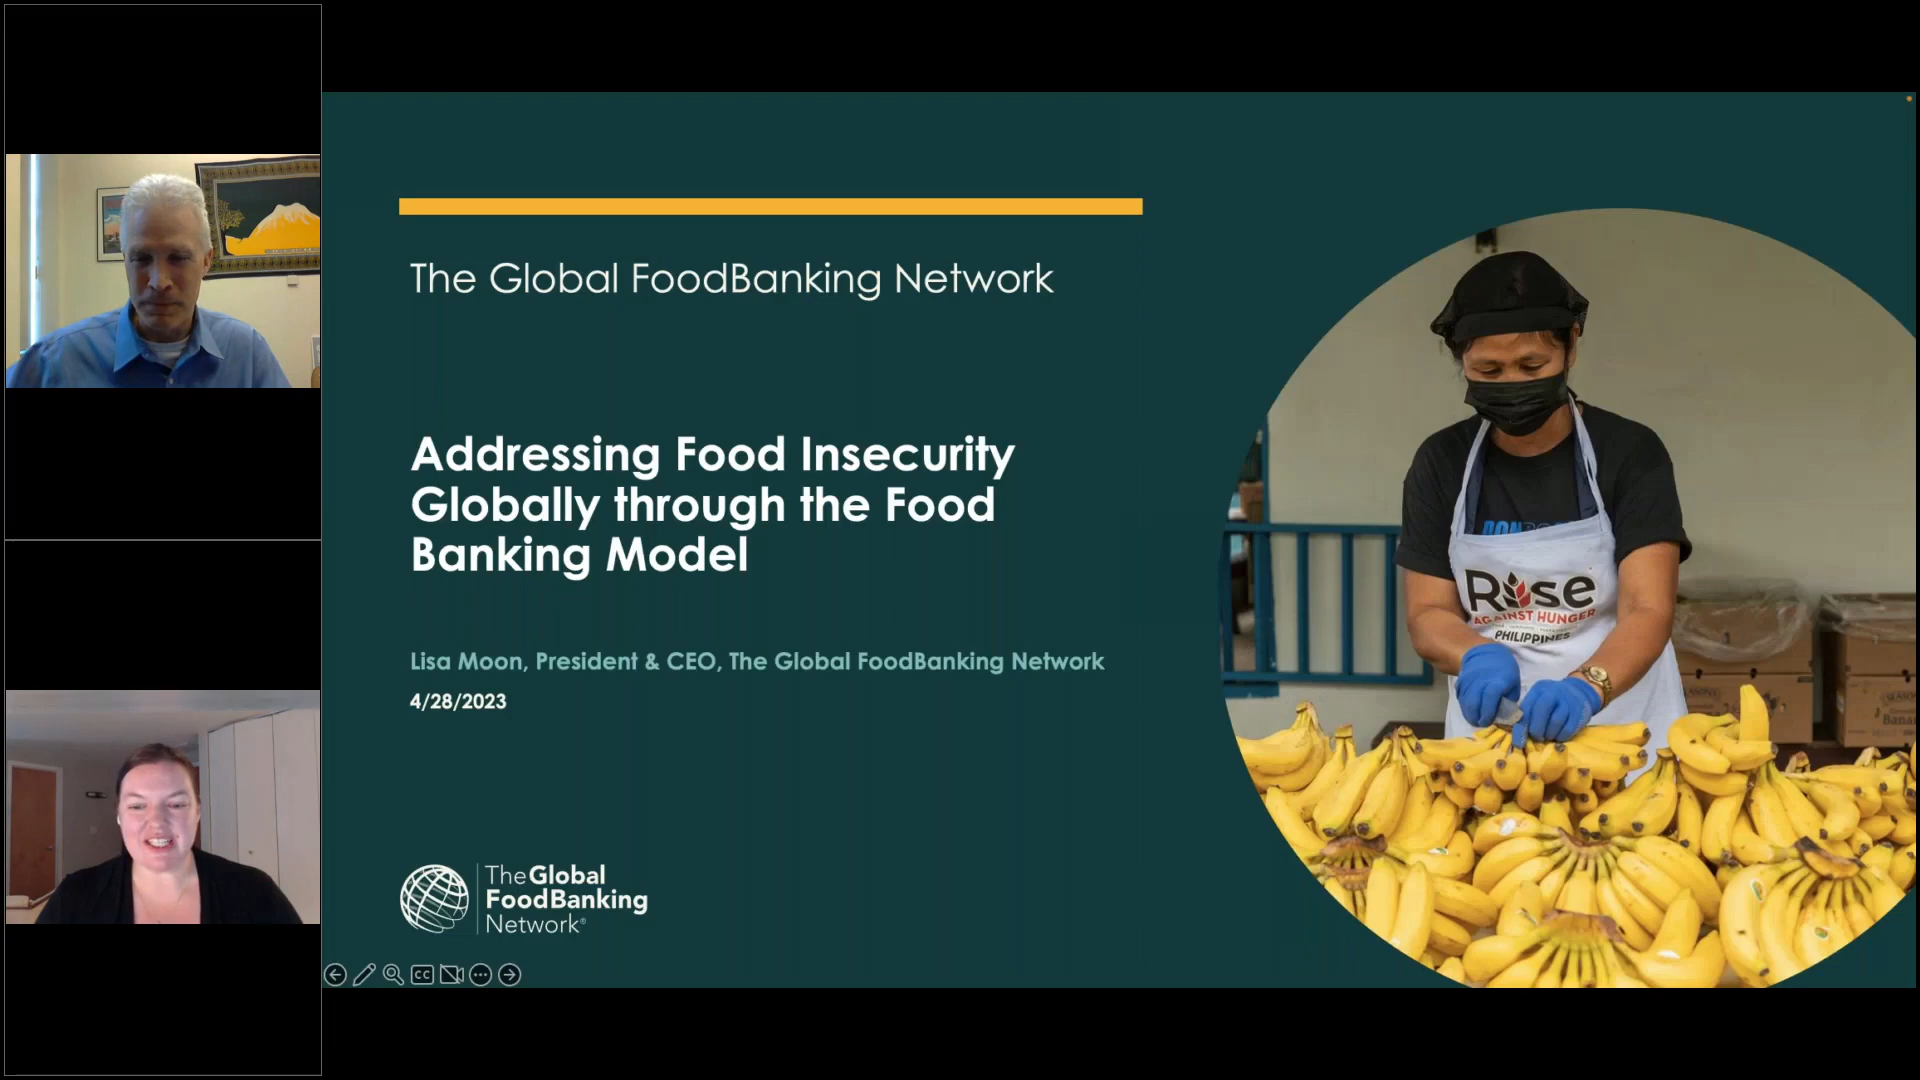 The Global FoodBanking Network
Addressing Food Insecurity
Globally through the Food
Banking Model
Lisa Moon, President & CEO, The Global FoodBanking Network
4/28/2023
The Global
FoodBanking
Network®
CC
Rise
AGAINST HUNGER
PHILIPPINES